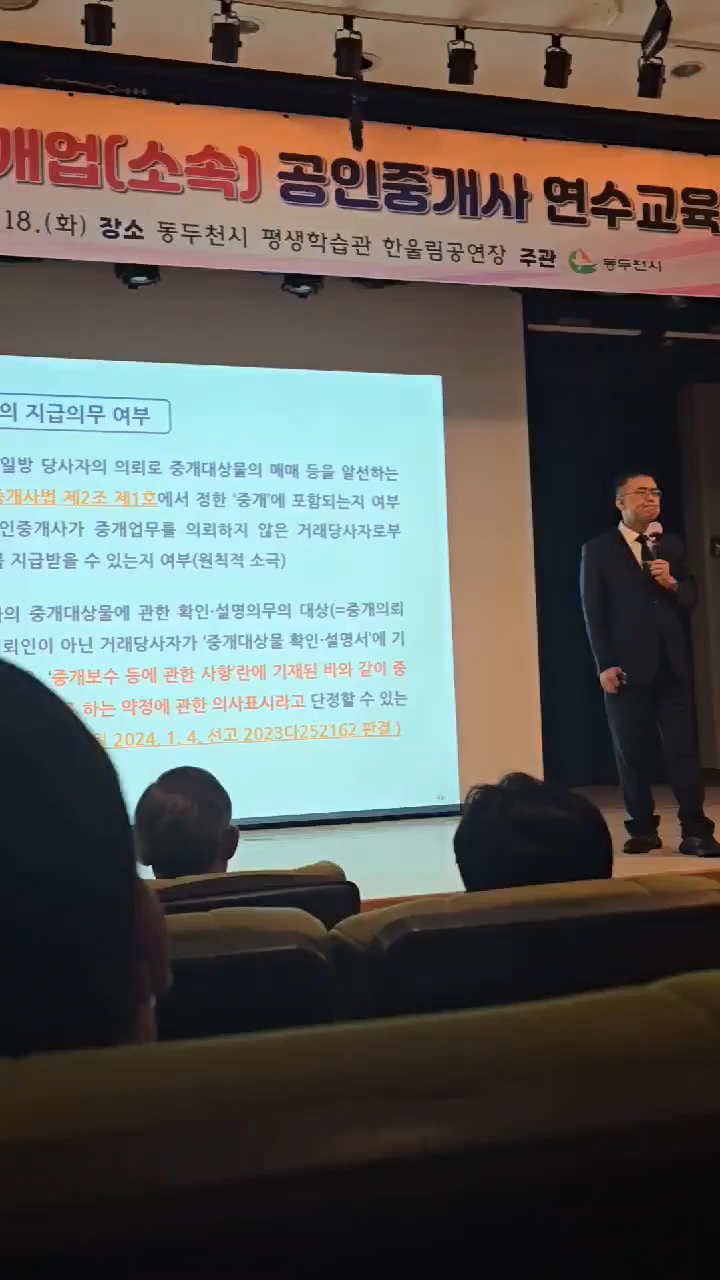 개업(소속) 공인중개사 연수교육
18.(화) 장소 동두천시 평생학습관 한울림공연장 주관 동두천시
의 지급의무 여부
일방 당사자의 의뢰로 중개대상물의 매매 등을 알선하는
중개사법 제2조 제1호에서 정한 '중개'에 포함되는지 여부
인중개사가 중개업무를 의뢰하지 않은 거래당사자로부
를 지급받을 수 있는지 여부(원칙적 소극)
의 중개대상물에 관한 확인·설명의무의 대상(=중개의뢰
뢰인이 아닌 거래당사자가 '중개대상물 확인·설명서'에 기
'중개보수 등에 관한 사항'란에 기재된 바와 같이 중
하는 약정에 관한 의사표시라고 단정할 수 있는
2024. 1. 4. 선고 2023다252162 판결 )